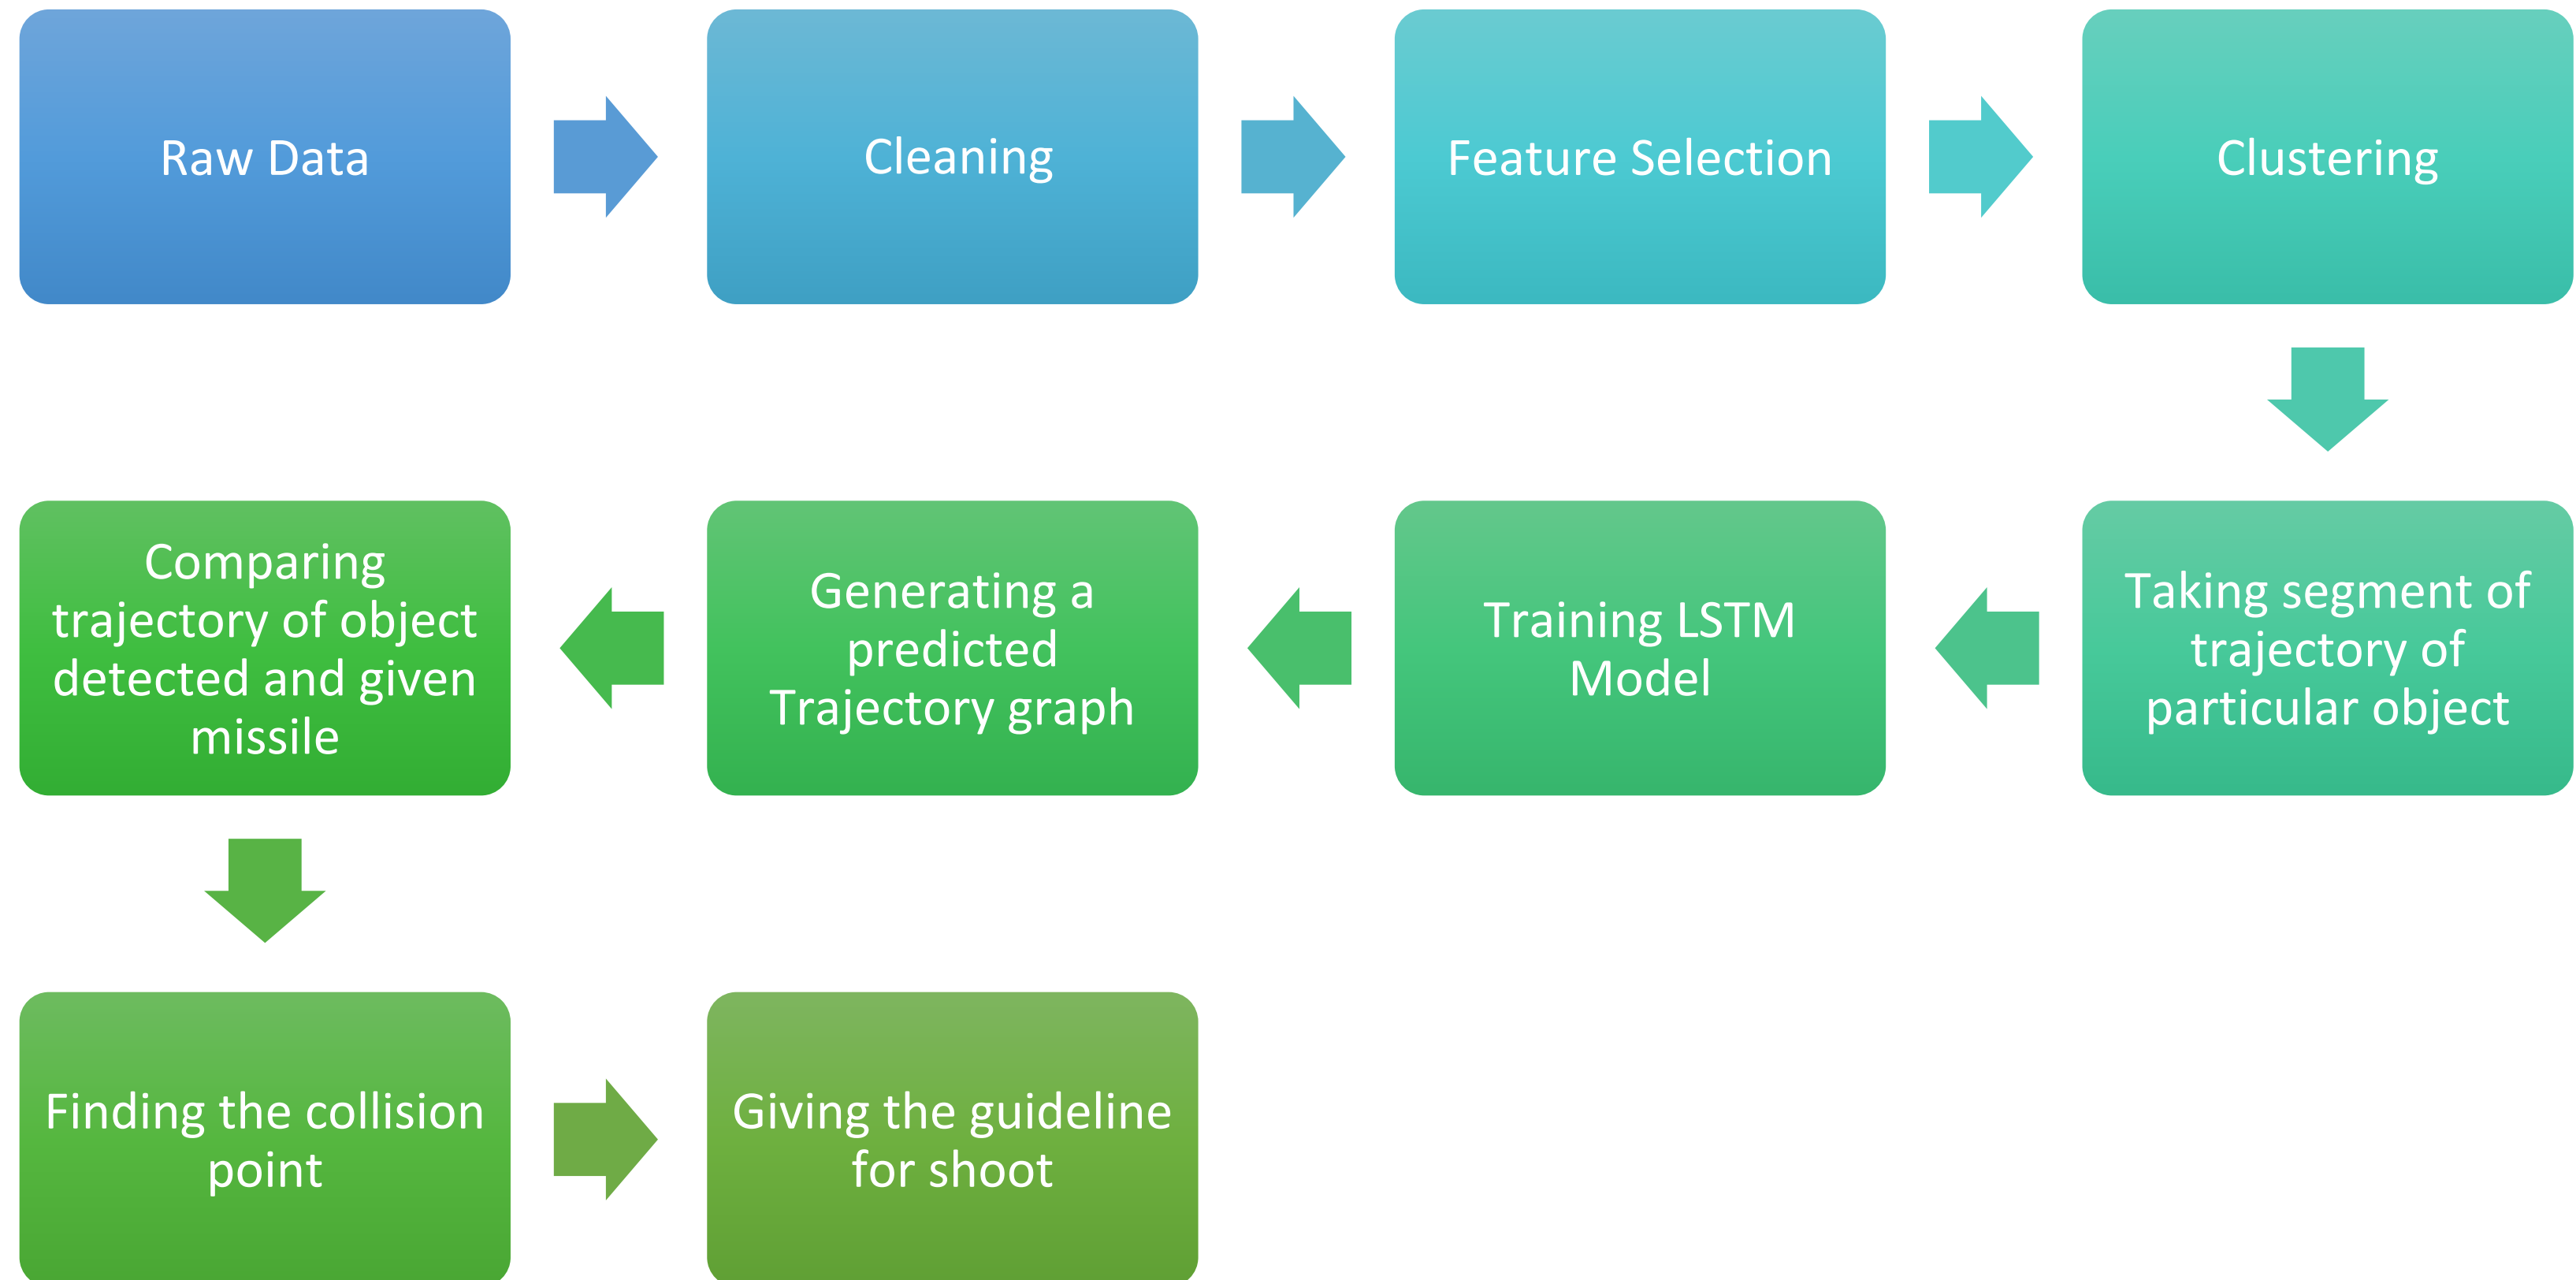 Raw Data
Cleaning
Feature Selection
Clustering
Taking segment of
trajectory of
particular object
Training LSTM
Model
Generating a
predicted
Trajectory graph
Comparing
trajectory of object
detected and given
missile
Finding the collision
point
Giving the guideline
for shoot